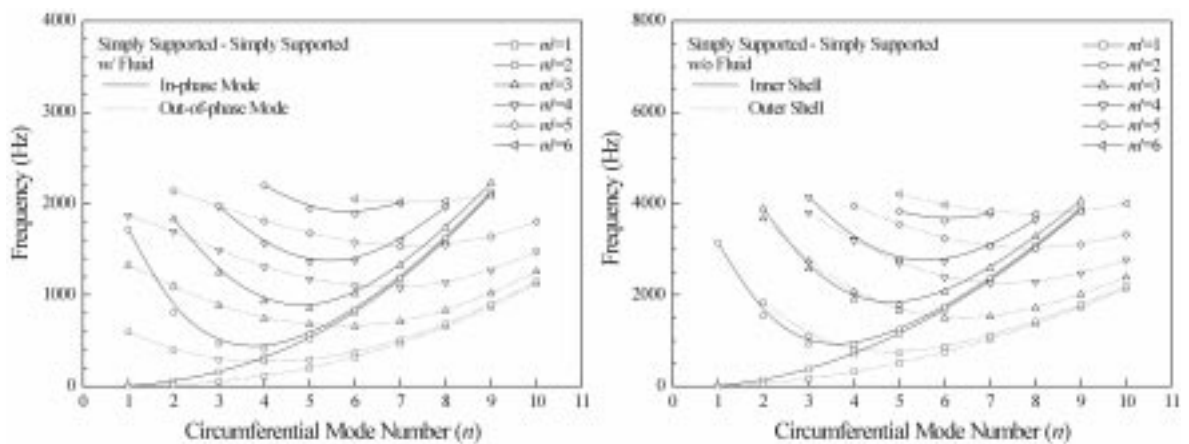 4000
3000
2000
1000
0
Frequency (Hz)
Simply Supported - Simply Supported
w/ Fluid
In-phase Mode
Out-of-phase Mode
m'=1
m'=2
m'=3
m'=4
m'=5
m'=6
0 1 2 3 4 5 6 7 8 9 10 11
Circumferential Mode Number (n)
8000
6000
4000
2000
0
Frequency (Hz)
Simply Supported - Simply Supported
w/o Fluid
Inner Shell
Outer Shell
m'=1
m'=2
m'=3
m'=4
m'=5
m'=6
0 1 2 3 4 5 6 7 8 9 10 11
Circumferential Mode Number (n)